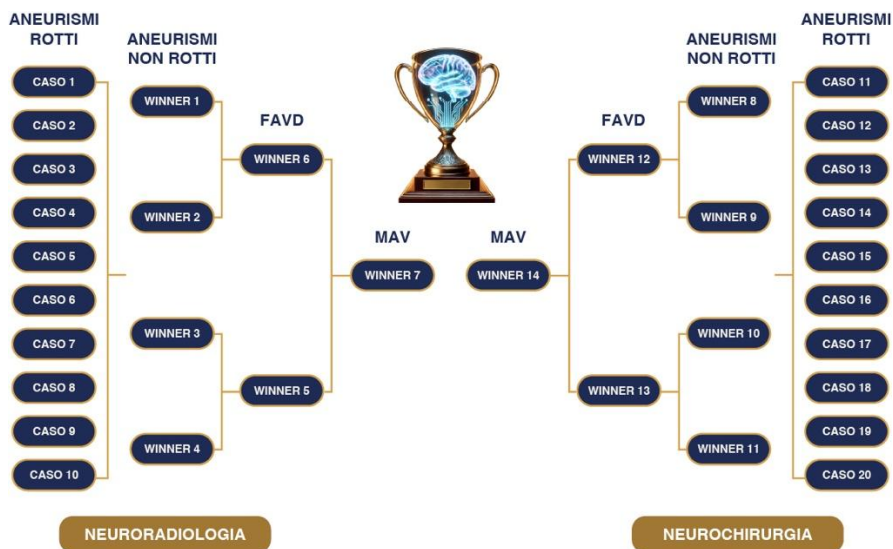 ANEURISMI
ROTTI
CASO 1
CASO 2
CASO 3
CASO 4
CASO 5
CASO 6
CASO 7
CASO 8
CASO 9
CASO 10
ANEURISMI
NON ROTTI
WINNER 1
WINNER 2
WINNER 3
WINNER 4
FAVD
WINNER 6
WINNER 5
MAV
WINNER 7
MAV
WINNER 14
FAVD
WINNER 12
WINNER 13
ANEURISMI
NON ROTTI
WINNER 8
WINNER 9
WINNER 10
WINNER 11
ANEURISMI
ROTTI
CASO 11
CASO 12
CASO 13
CASO 14
CASO 15
CASO 16
CASO 17
CASO 18
CASO 19
CASO 20
NEURORADIOLOGIA
NEUROCHIRURGIA